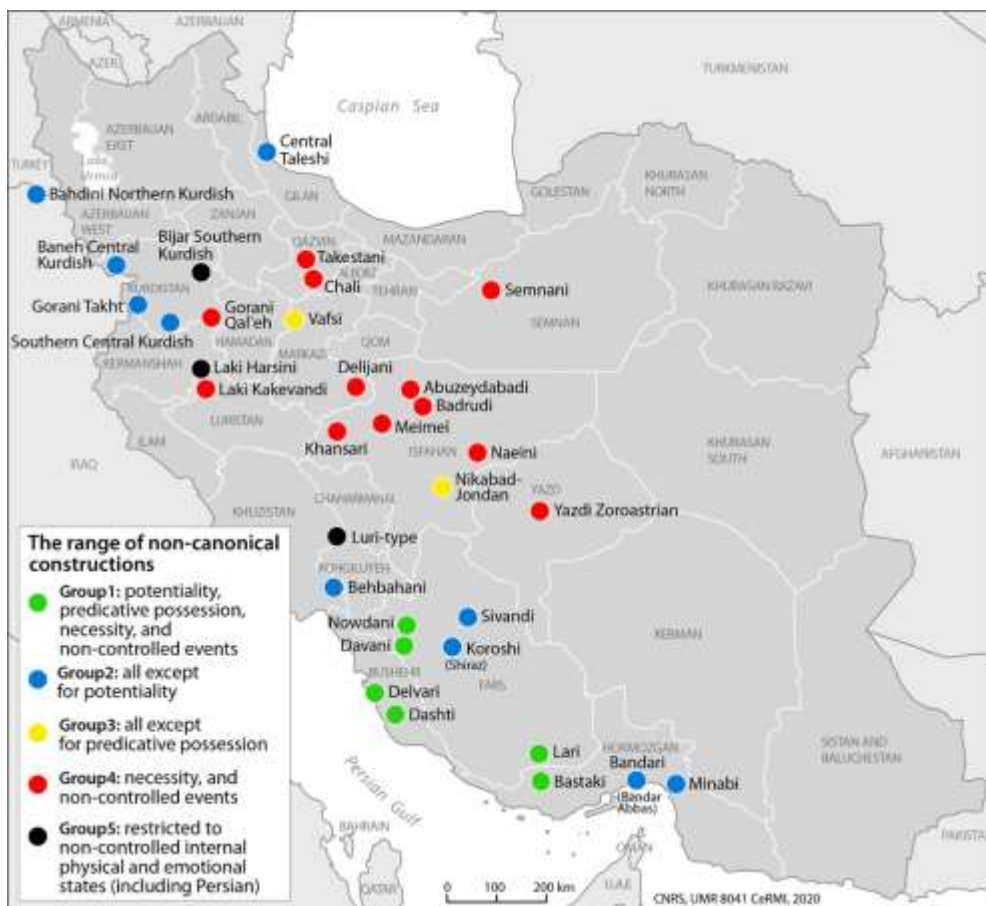 ARMENIA
AZERBAIJAN
AZER.
TURKMENISTAN
Caspian Sea
ARDABIL
AZERBAIJAN
EAST
Central
Taleshi
TURKEY
Lake
Urmia
Bahdini Northern Kurdish
GILAN
GOLESTAN
KHURASAN
NORTH
AZERBAIJAN
WEST
ZANJAN
Baneh Central
Kurdish
Bijar Southern
Kurdish
QAZVIN
MAZANDARAN
Takestani
ALBORZ
Chali
TEHRAN
Semnani
KHURASAN RAZAVI
KURDISTAN
Gorani Takht
Gorani
Qal'eh
Vafsi
SEMNAN
Southern Central Kurdish
HAMADAN
MARKAZI
QOM
KERMANSHAH
Laki Harsini
Delijani
Laki Kakevandi
Abuzeydabadi
Badrudi
LURISTAN
Meimei
Khansari
ILAM
ISFAHAN
Naeini
KHURASAN
SOUTH
AFGHANISTAN
IRAQ
Nikabad-
Jondan
YAZD
CHAHARMAHAL
KHUZISTAN
Yazdi Zoroastrian
Luri-type
KOHGILUYEH
Behbahani
Sivandi
Nowdani
Davani
Koroshi
(Shiraz)
KERMAN
BUSHEHR
FARS
Delvari
Dashti
Lari
HORMOZGAN
Bandari
SISTAN AND
BALUCHESTAN
Bastaki
Minabi
(Bandar
Abbas)
Persian Gulf
BAHRAIN
QATAR
OMAN
U.A.E.
PAKISTAN
The range of non-canonical
constructions
Group1: potentiality,
predicative possession,
necessity, and
non-controlled events
Group2: all except
for potentiality
Group3: all except
for predicative possession
Group4: necessity, and
non-controlled events
Group5: restricted to
non-controlled internal
physical and emotional
states (including Persian)
0 200 km
CNRS, UMR 8041 CeRMI, 2020